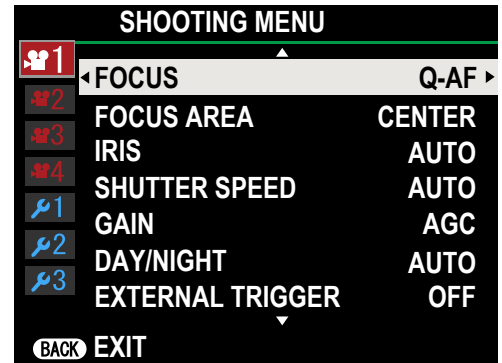 SHOOTING MENU
1
FOCUS Q-AF
2
FOCUS AREA CENTER
3
IRIS AUTO
4
SHUTTER SPEED AUTO
1
GAIN AGC
2
DAY/NIGHT AUTO
3
EXTERNAL TRIGGER OFF
BACK EXIT